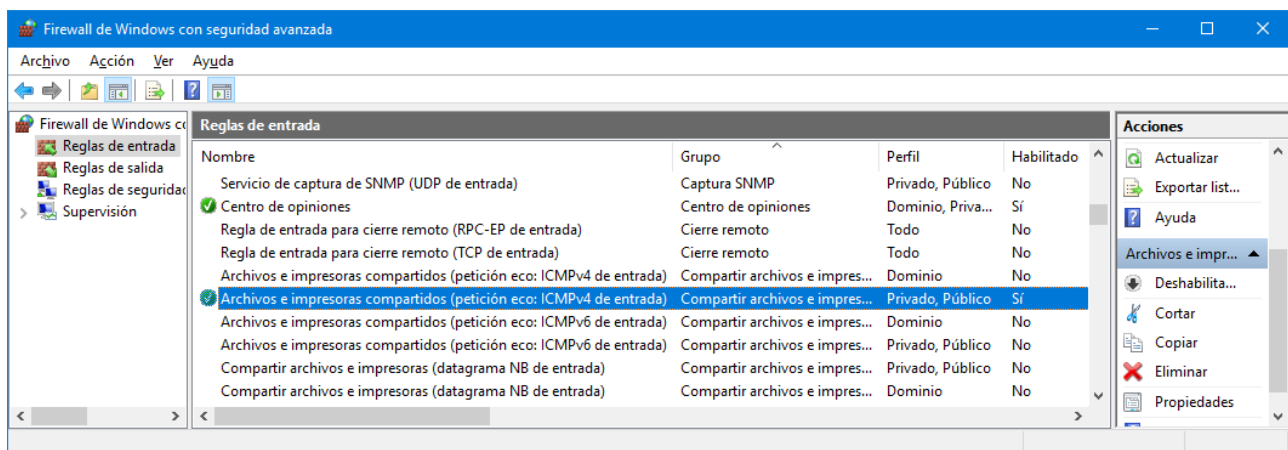 Firewall de Windows con seguridad avanzada
Archivo Acción Ver Ayuda
Firewall de Windows co
Reglas de entrada
Reglas de salida
Reglas de seguridad
Supervisión
Reglas de entrada
Nombre Grupo Perfil Habilitado
Servicio de captura de SNMP (UDP de entrada) Captura SNMP Privado, Público No
Centro de opiniones Centro de opiniones Dominio, Priva... Sí
Regla de entrada para cierre remoto (RPC-EP de entrada) Cierre remoto Todo No
Regla de entrada para cierre remoto (TCP de entrada) Cierre remoto Todo No
Archivos e impresoras compartidos (petición eco: ICMPv4 de entrada) Compartir archivos e impres... Dominio No
Archivos e impresoras compartidos (petición eco: ICMPv4 de entrada) Compartir archivos e impres... Privado, Público Sí
Archivos e impresoras compartidos (petición eco: ICMPv6 de entrada) Compartir archivos e impres... Dominio No
Archivos e impresoras compartidos (petición eco: ICMPv6 de entrada) Compartir archivos e impres... Privado, Público No
Compartir archivos e impresoras (datagrama NB de entrada) Compartir archivos e impres... Privado, Público No
Compartir archivos e impresoras (datagrama NB de entrada) Compartir archivos e impres... Dominio No
Acciones
Actualizar
Exportar list...
Ayuda
Archivos e impr...
Deshabilita...
Cortar
Copiar
Eliminar
Propiedades